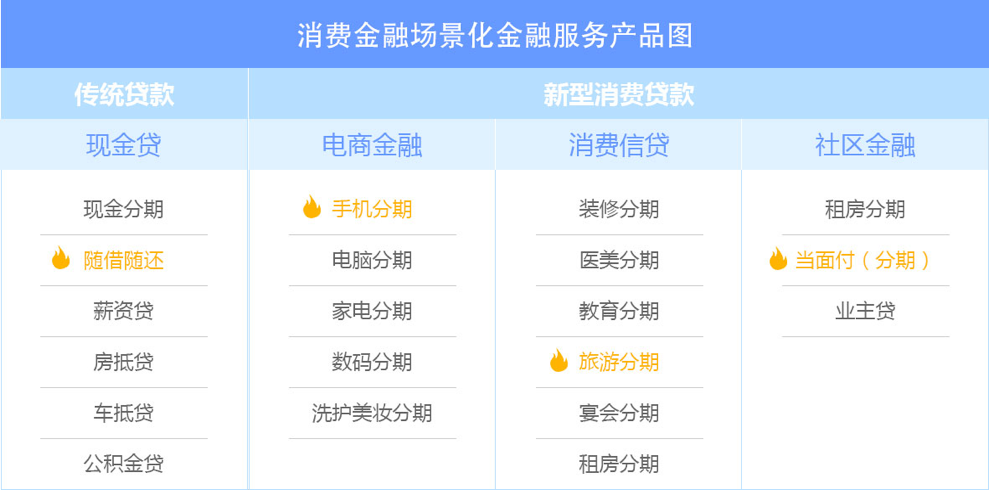 消费金融场景化金融服务产品图
传统贷款 新型消费贷款
现金贷 电商金融 消费信贷 社区金融
现金分期 手机分期 装修分期 租房分期
随借随还 电脑分期 医美分期 当面付（分期）
薪资贷 家电分期 教育分期 业主贷
房抵贷 数码分期 旅游分期
车抵贷 洗护美妆分期 宴会分期
公积金贷 租房分期